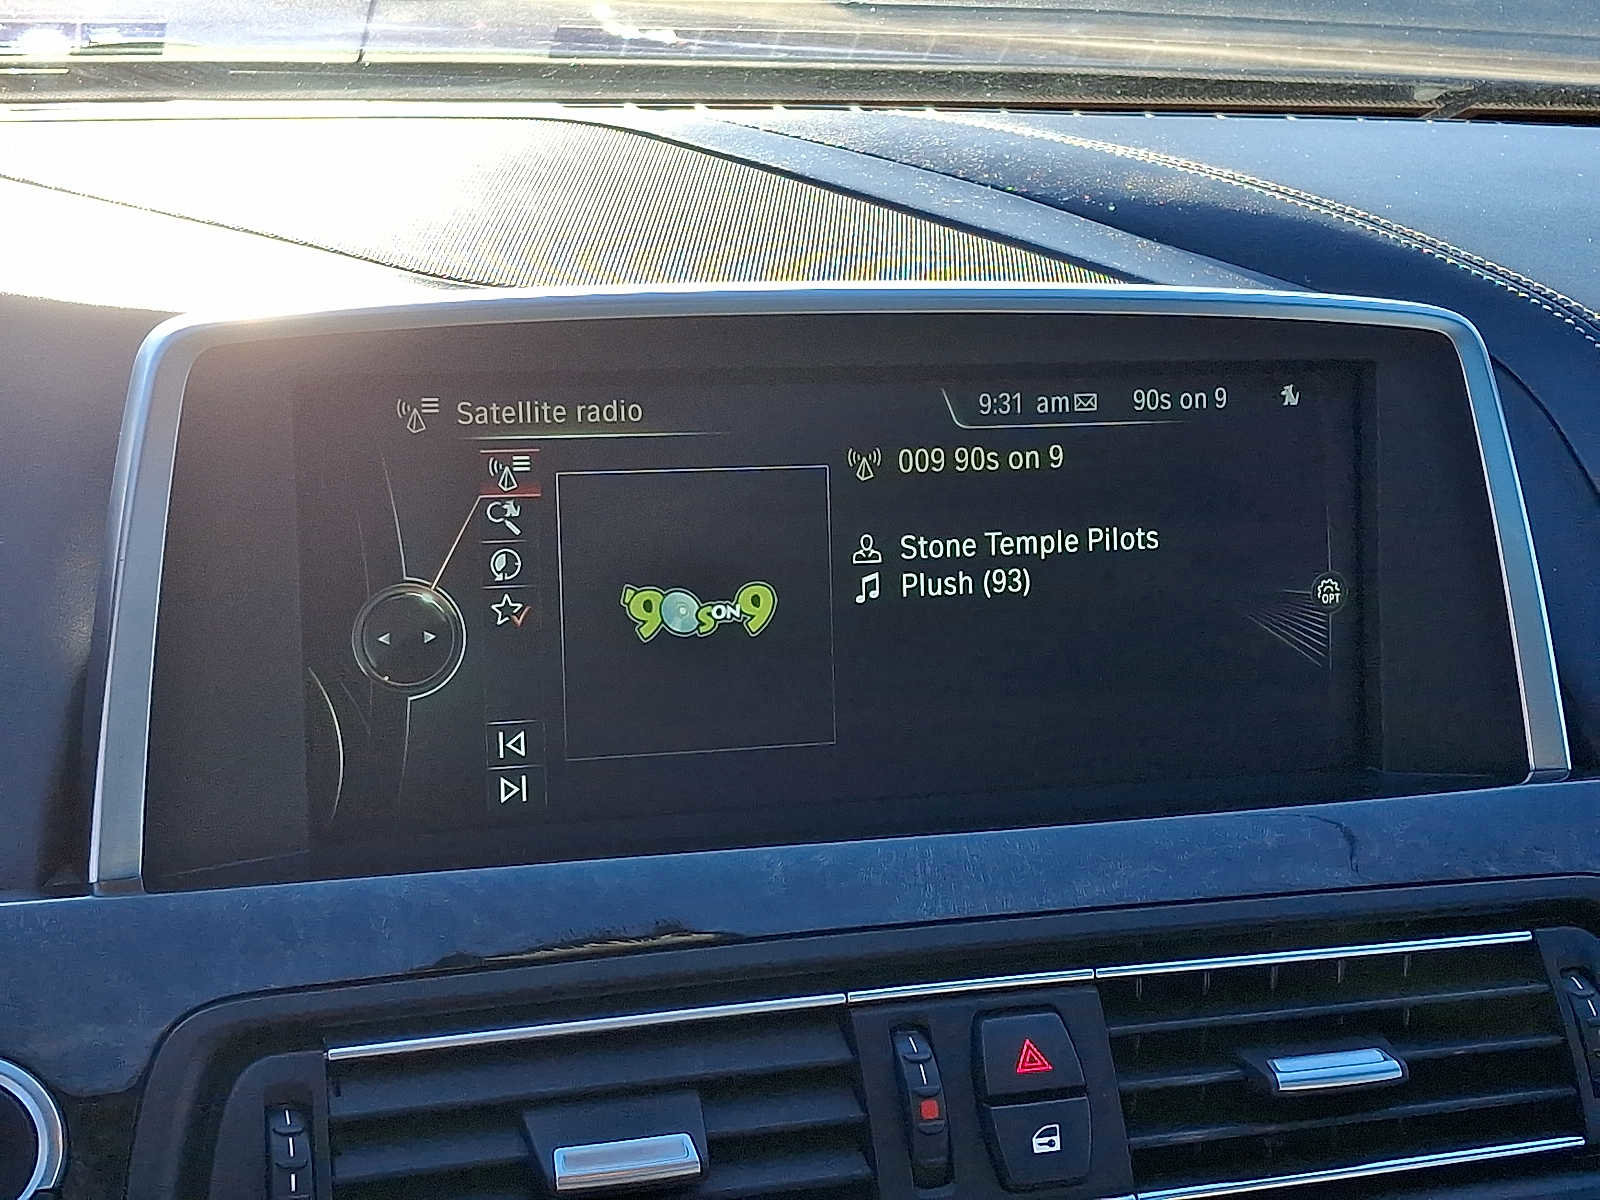 Satellite radio
9:31 am 90s on 9
009 90s on 9
Stone Temple Pilots
Plush (93)
'90s ON 9
OPT